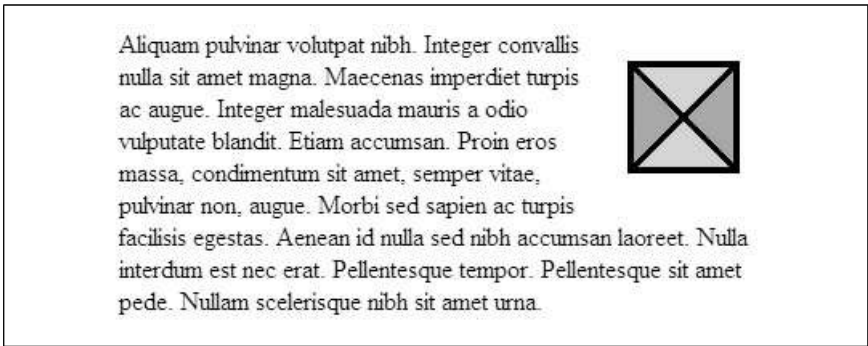 Aliquam pulvinar volutpat nibh. Integer convallis
nulla sit amet magna. Maecenas imperdiet turpis
ac augue. Integer malesuada mauris a odio
vulputate blandit. Etiam accumsan. Proin eros
massa, condimentum sit amet, semper vitae,
pulvinar non, augue. Morbi sed sapien ac turpis
facilisis egestas. Aenean id nulla sed nibh accumsan laoreet. Nulla
interdum est nec erat. Pellentesque tempor. Pellentesque sit amet
pede. Nullam scelerisque nibh sit amet urna.